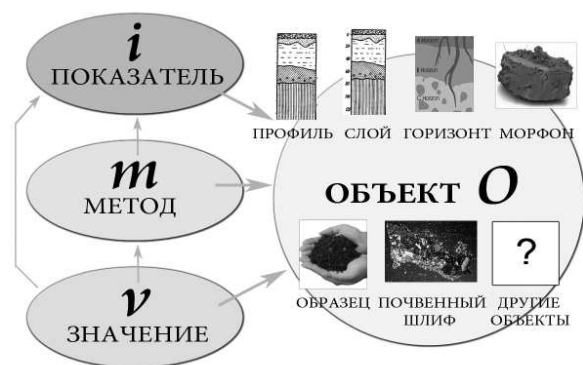 i
ПОКАЗАТЕЛЬ
ПРОФИЛЬ СЛОЙ ГОРИЗОНТ МОРФОН
m
МЕТОД
ОБЪЕКТ O
?
v
ЗНАЧЕНИЕ
ОБРАЗЕЦ ПОЧВЕННЫЙ ДРУГИЕ
ШЛИФ ОБЪЕКТЫ